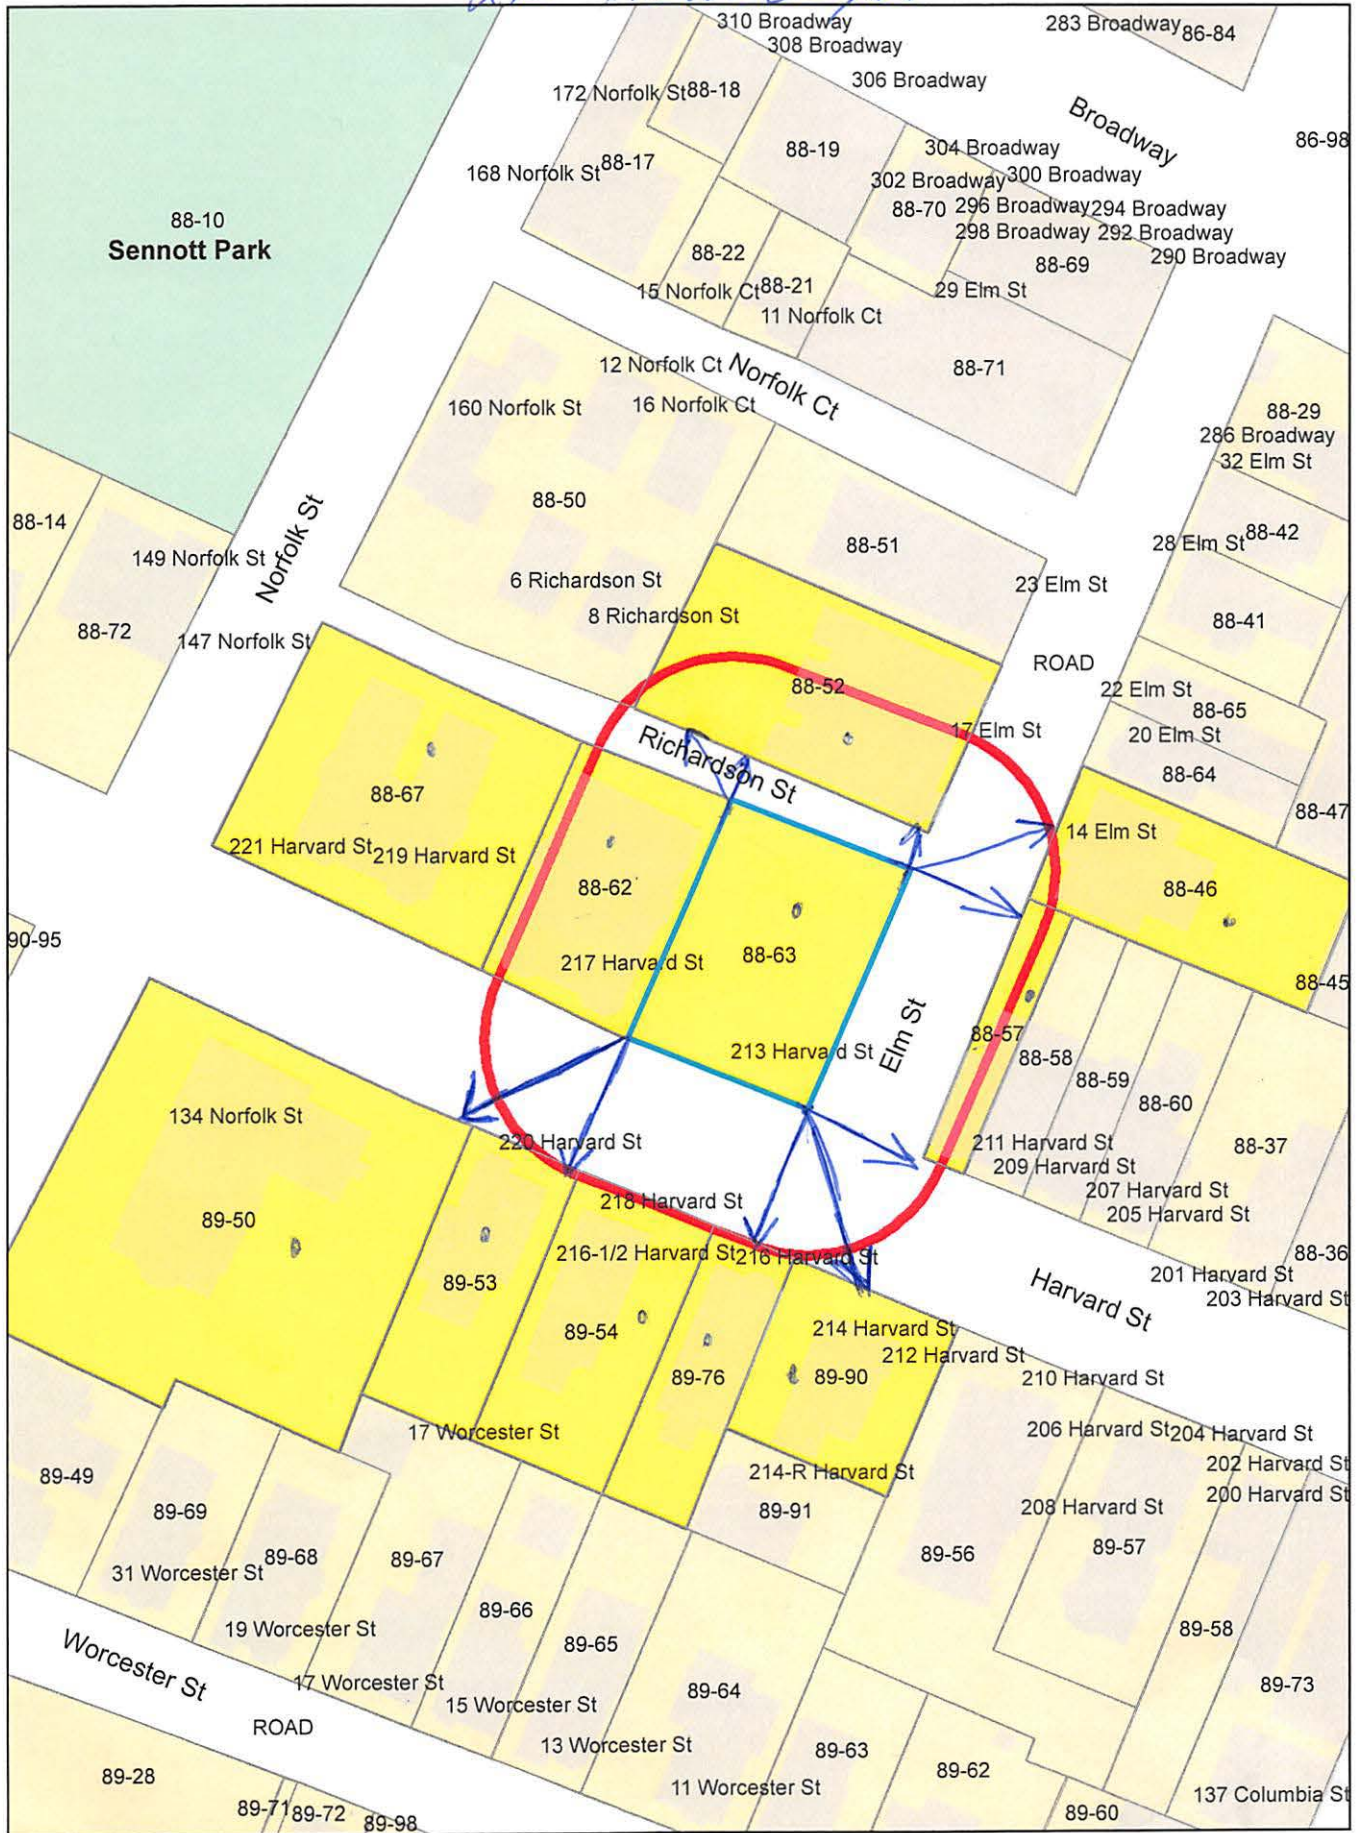 310 Broadway
283 Broadway
86-84
308 Broadway
306 Broadway
172 Norfolk St
88-18
Broadway
86-98
88-19
304 Broadway
88-17
168 Norfolk St
302 Broadway
300 Broadway
88-10
Sennott Park
88-70
296 Broadway
294 Broadway
298 Broadway
292 Broadway
88-22
88-69
290 Broadway
15 Norfolk Ct
88-21
29 Elm St
11 Norfolk Ct
12 Norfolk Ct
Norfolk Ct
88-71
160 Norfolk St
16 Norfolk Ct
88-29
286 Broadway
32 Elm St
88-50
88-14
Norfolk St
88-51
28 Elm St
88-42
149 Norfolk St
6 Richardson St
23 Elm St
8 Richardson St
88-41
88-72
147 Norfolk St
ROAD
88-52
22 Elm St
88-65
17 Elm St
20 Elm St
Richardson St
88-64
88-67
88-47
14 Elm St
221 Harvard St
219 Harvard St
88-62
88-46
90-95
217 Harvard St
88-63
88-45
Elm St
88-57
213 Harvard St
88-58
88-59
88-60
134 Norfolk St
220 Harvard St
211 Harvard St
88-37
209 Harvard St
218 Harvard St
207 Harvard St
89-50
205 Harvard St
216-1/2 Harvard St
216 Harvard St
88-36
89-53
Harvard St
201 Harvard St
203 Harvard St
89-54
214 Harvard St
212 Harvard St
89-76
89-90
210 Harvard St
17 Worcester St
206 Harvard St
204 Harvard St
202 Harvard St
89-49
214-R Harvard St
200 Harvard St
89-69
89-91
208 Harvard St
89-68
89-67
89-56
89-57
31 Worcester St
89-66
19 Worcester St
89-65
89-58
Worcester St
17 Worcester St
89-64
89-73
15 Worcester St
ROAD
13 Worcester St
89-63
89-62
89-28
11 Worcester St
137 Columbia St
89-71
89-72
89-98
89-60